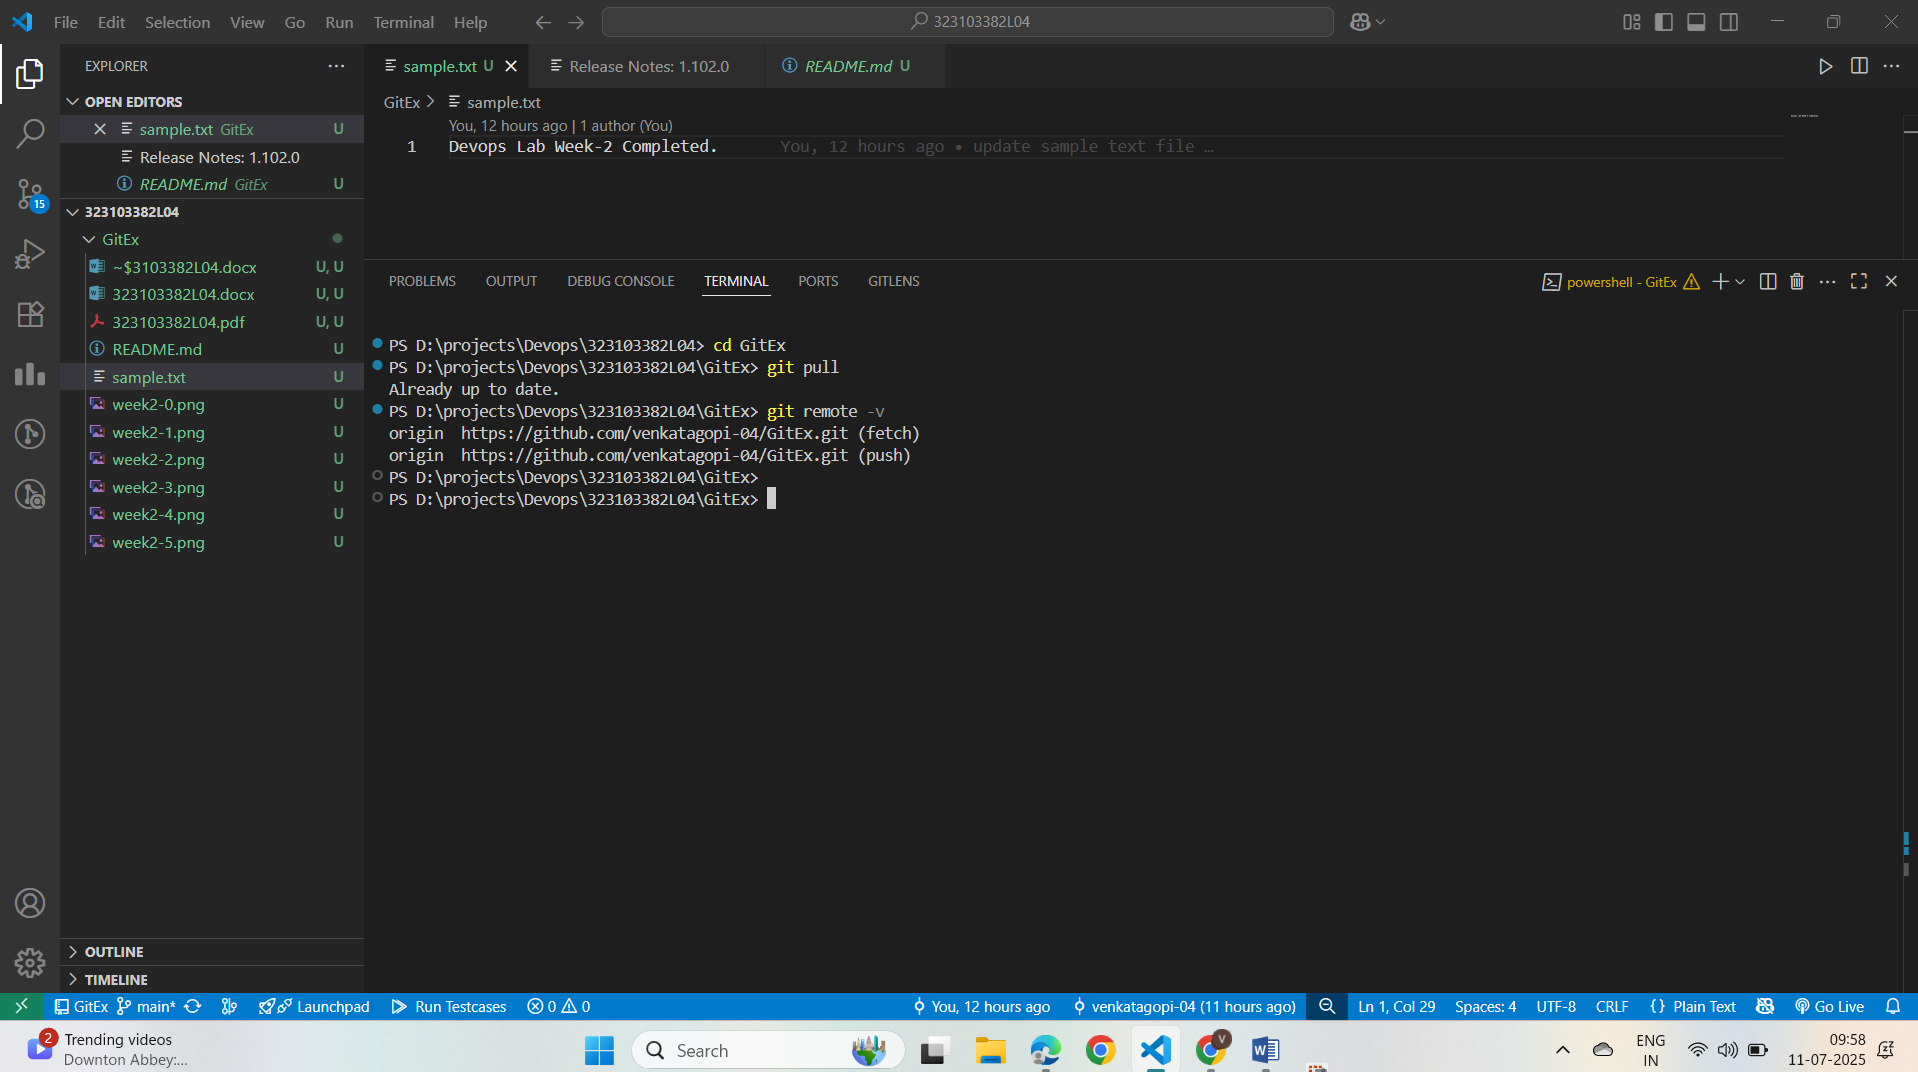 File Edit Selection View Go Run Terminal Help
323103382L04
EXPLORER
OPEN EDITORS
sample.txt GitEx U
Release Notes: 1.102.0
README.md GitEx U
323103382L04
GitEx
~$3103382L04.docx U, U
323103382L04.docx U, U
323103382L04.pdf U, U
README.md U
sample.txt U
week2-0.png U
week2-1.png U
week2-2.png U
week2-3.png U
week2-4.png U
week2-5.png U
15
OUTLINE
TIMELINE
sample.txt U Release Notes: 1.102.0 README.md U
GitEx > sample.txt
You, 12 hours ago | 1 author (You)
1 Devops Lab Week-2 Completed. You, 12 hours ago • update sample text file …
PROBLEMS OUTPUT DEBUG CONSOLE TERMINAL PORTS GITLENS
powershell - GitEx
PS D:\projects\Devops\323103382L04> cd GitEx
PS D:\projects\Devops\323103382L04\GitEx> git pull
Already up to date.
PS D:\projects\Devops\323103382L04\GitEx> git remote -v
origin https://github.com/venkatagopi-04/GitEx.git (fetch)
origin https://github.com/venkatagopi-04/GitEx.git (push)
PS D:\projects\Devops\323103382L04\GitEx>
PS D:\projects\Devops\323103382L04\GitEx>
GitEx main* Launchpad Run Testcases 0 0 You, 12 hours ago venkatagopi-04 (11 hours ago) Ln 1, Col 29 Spaces: 4 UTF-8 CRLF {} Plain Text Go Live
2
Trending videos
Downton Abbey:...
Search
V
ENG
IN
09:58
11-07-2025